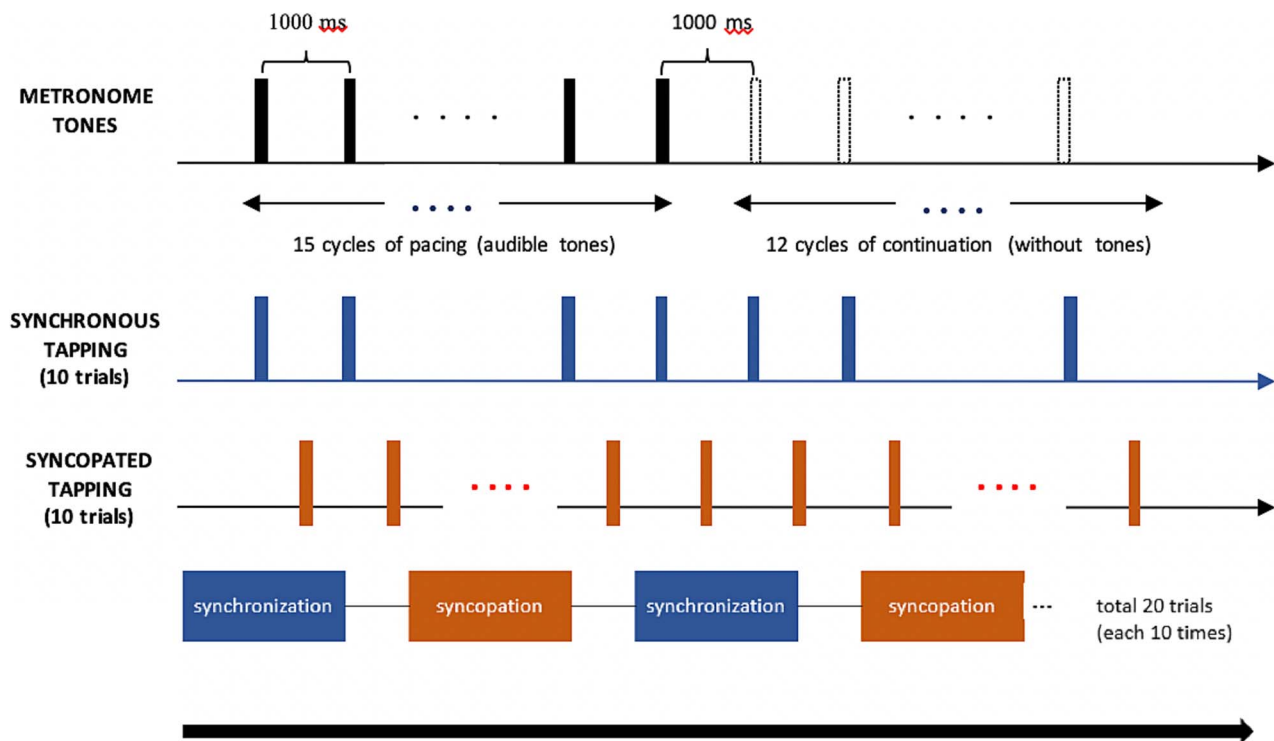 1000 ms
1000 ms
METRONOME
TONES
15 cycles of pacing (audible tones)
12 cycles of continuation (without tones)
SYNCHRONOUS
TAPPING
(10 trials)
SYNCOPATED
TAPPING
(10 trials)
synchronization
syncopation
synchronization
syncopation
total 20 trials
(each 10 times)